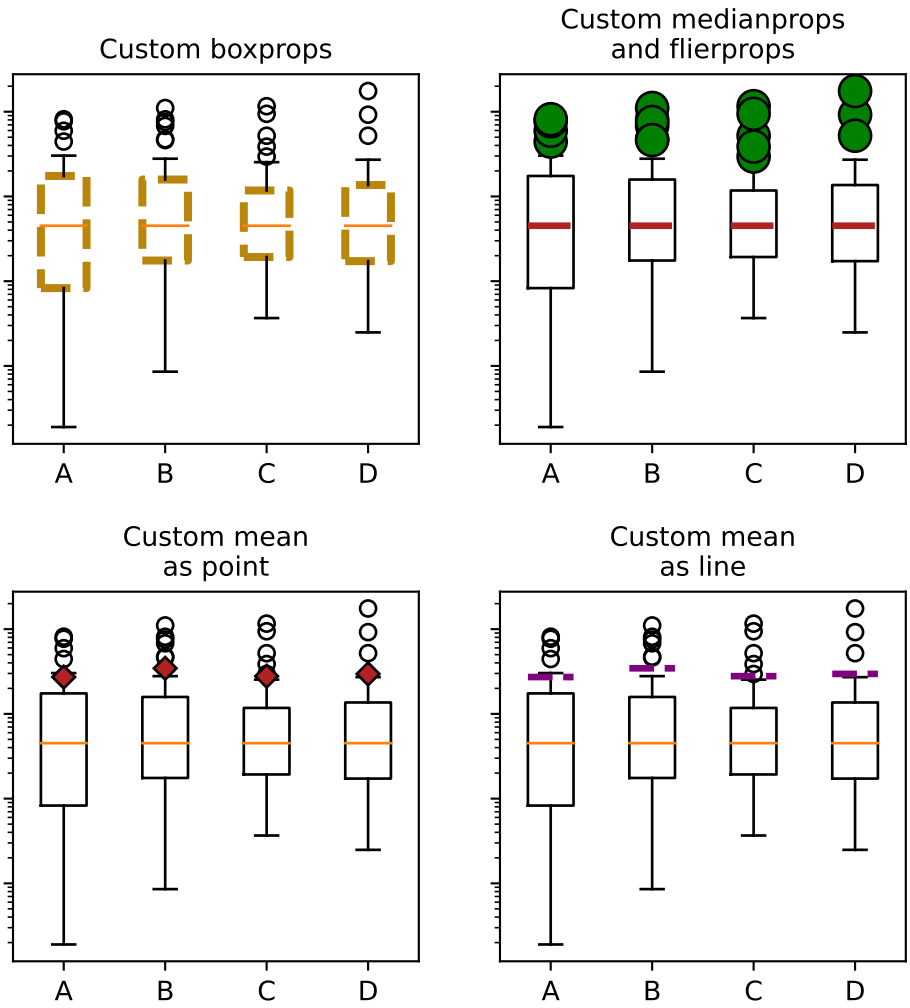 Custom boxprops
Custom medianprops
and flierprops
A B C D
A B C D
Custom mean
as point
Custom mean
as line
A B C D
A B C D